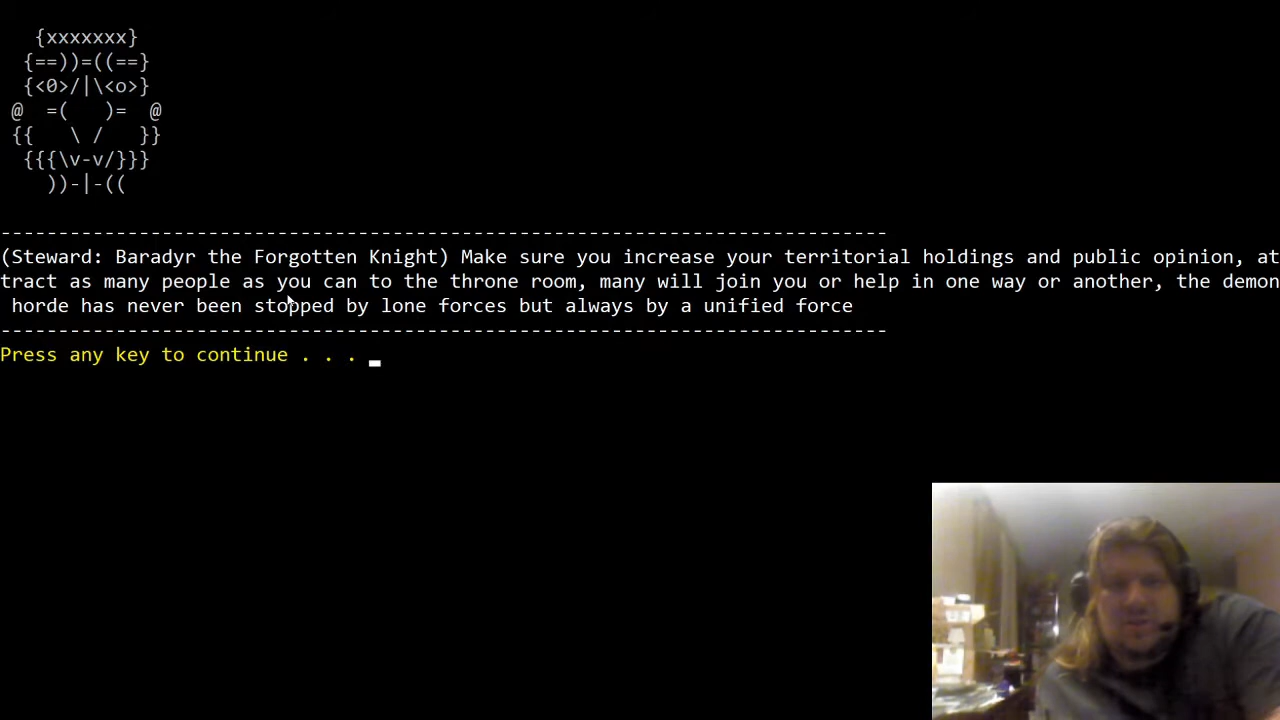 {xxxxxxx}
{==))=((==}
{<0>/|\<o>}
@  =(   )=  @
{{   \ /   }}
{{{\v-v/}}}
))-|-((
-----------------------------------------------------------------------------
(Steward: Baradyr the Forgotten Knight) Make sure you increase your territorial holdings and public opinion, at
tract as many people as you can to the throne room, many will join you or help in one way or another, the demon
horde has never been stopped by lone forces but always by a unified force
-----------------------------------------------------------------------------
Press any key to continue . . . _